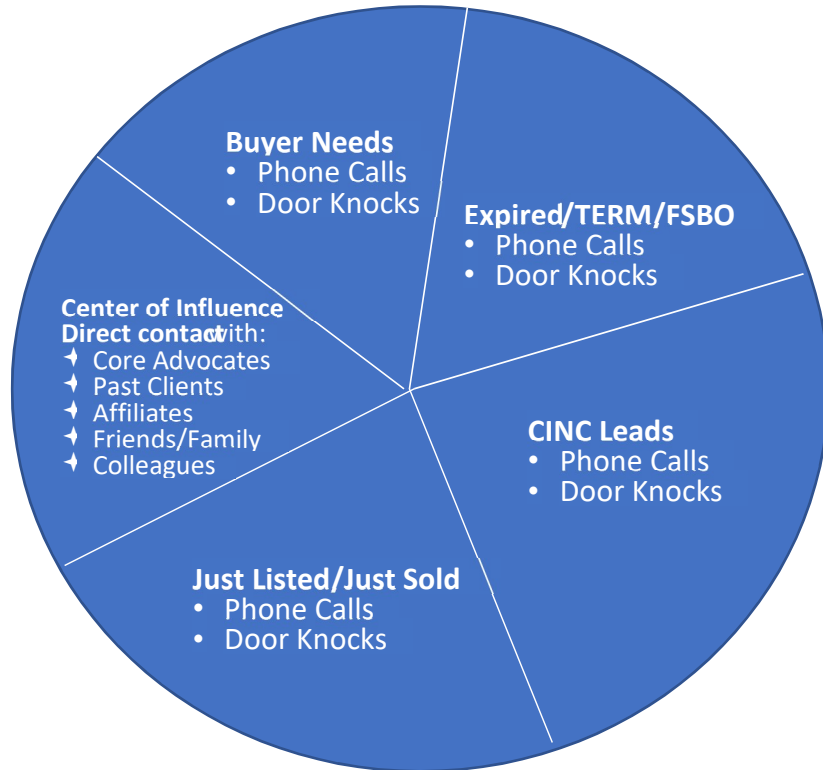 Buyer Needs
• Phone Calls
• Door Knocks
Expired/TERM/FSBO
• Phone Calls
• Door Knocks
Center of Influence
Direct contact with:
✦ Core Advocates
✦ Past Clients
✦ Affiliates
✦ Friends/Family
✦ Colleagues
CINC Leads
• Phone Calls
• Door Knocks
Just Listed/Just Sold
• Phone Calls
• Door Knocks